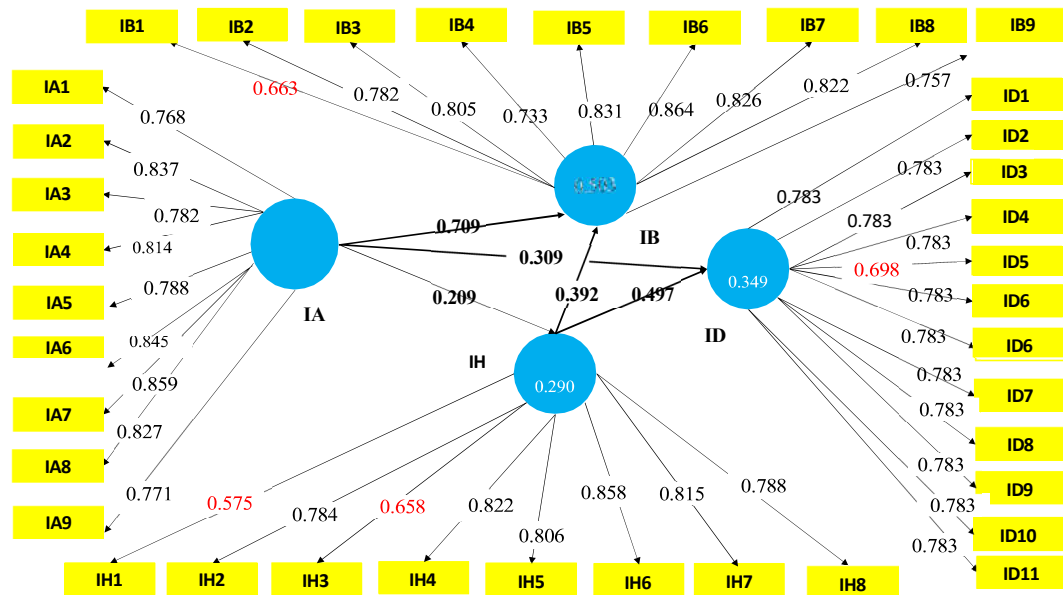 IB1
IB2
IB3
IB4
IB5
IB6
IB7
IB8
IB9
IA1
IA2
IA3
IA4
IA5
IA6
IA7
IA8
IA9
0.663
0.782
0.805
0.733
0.831
0.864
0.826
0.822
0.757
0.768
0.837
0.782
0.814
0.788
0.845
0.859
0.827
0.771
IA
IB
IH
ID
0.709
0.309
0.209
0.392
0.497
0.349
0.290
0.783
0.783
0.783
0.783
0.698
0.783
0.783
0.783
0.783
0.783
0.783
0.783
ID1
ID2
ID3
ID4
ID5
ID6
ID6
ID7
ID8
ID9
ID10
ID11
0.575
0.784
0.658
0.822
0.806
0.858
0.815
0.788
IH1
IH2
IH3
IH4
IH5
IH6
IH7
IH8